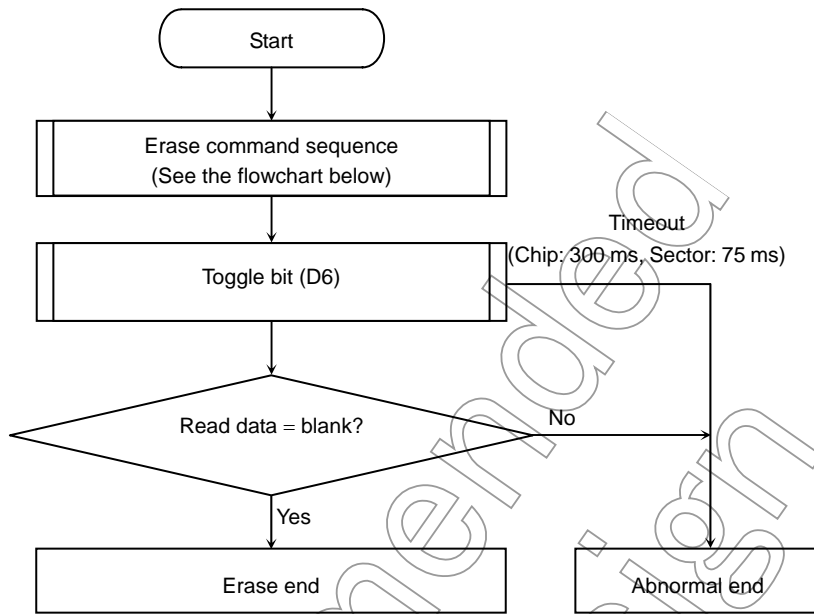 Start
Erase command sequence
(See the flowchart below)
Timeout
(Chip: 300 ms, Sector: 75 ms)
Toggle bit (D6)
Read data = blank?
No
Yes
Erase end
Abnormal end